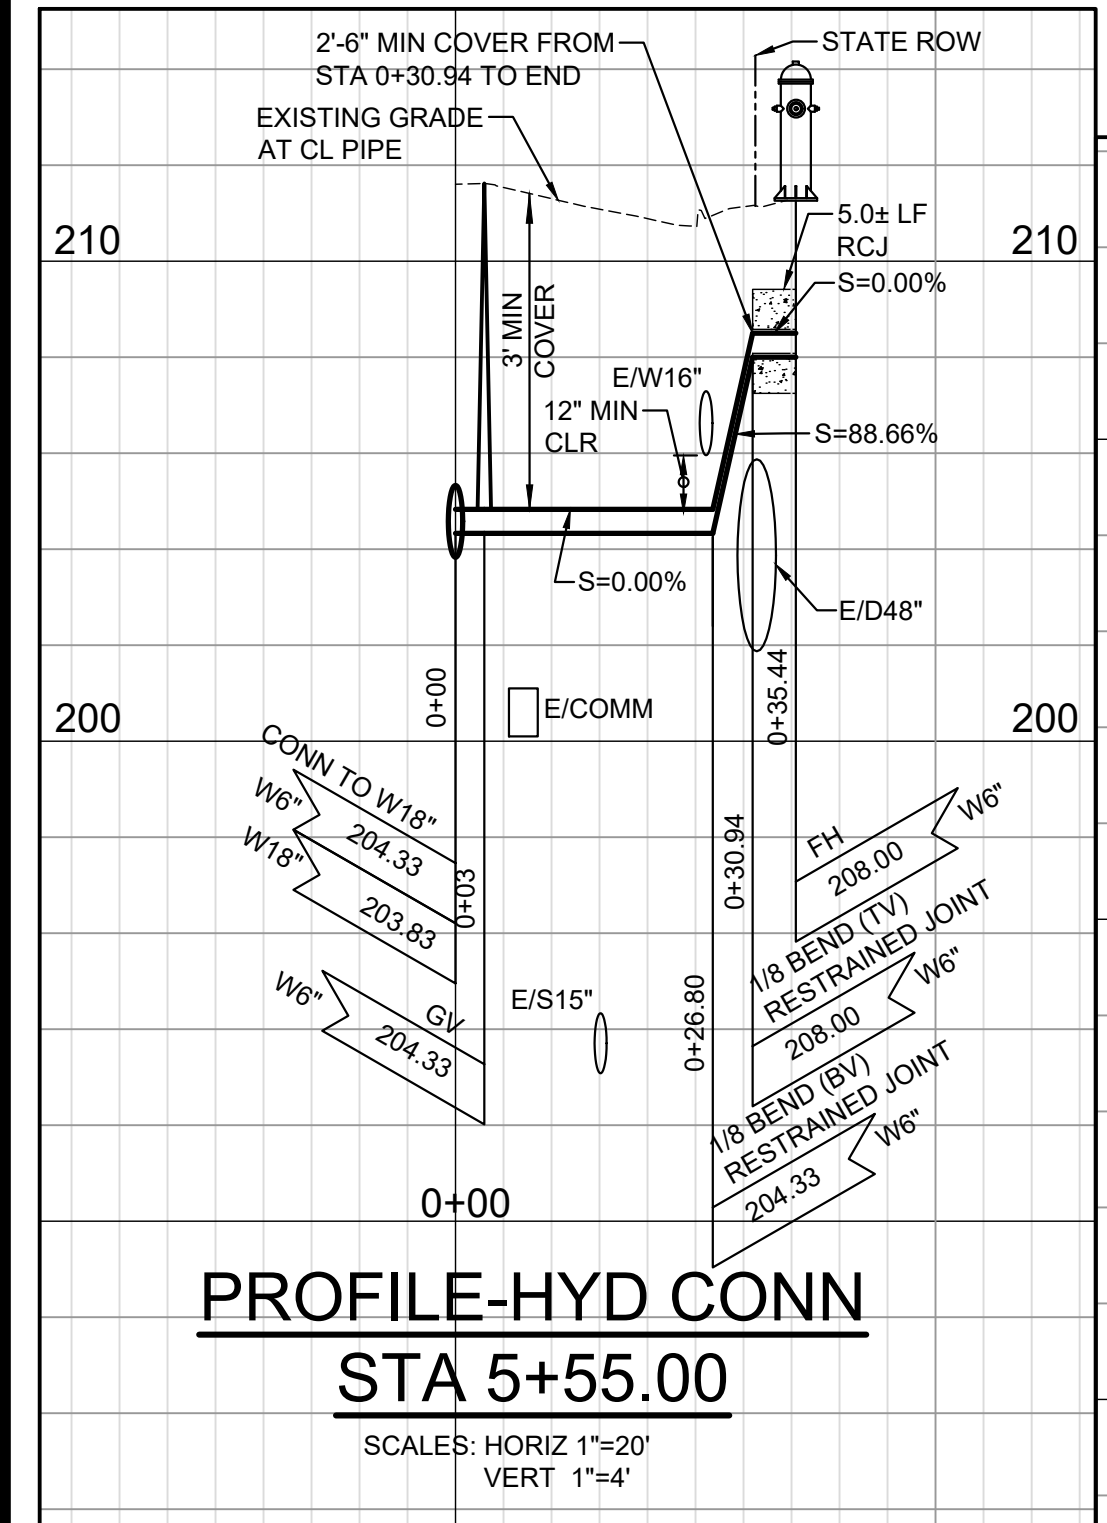 2'-6" MIN COVER FROM
STA 0+30.94 TO END
STATE ROW
EXISTING GRADE
AT CL PIPE
210
210
5.0± LF
RCJ
S=0.00%
3' MIN
COVER
E/W16"
12" MIN
CLR
S=88.66%
S=0.00%
E/D48"
0+00
E/COMM
0+35.44
200
200
CONN TO W18"
W6"
204.33
W18"
203.83
0+03
0+30.94
FH
W6"
208.00
1/8 BEND (TV)
RESTRAINED JOINT
W6"
208.00
W6"
GV
204.33
E/S15"
0+26.80
1/8 BEND (BV)
RESTRAINED JOINT
W6"
204.33
0+00
PROFILE-HYD CONN
STA 5+55.00
SCALES: HORIZ 1"=20'
VERT 1"=4'